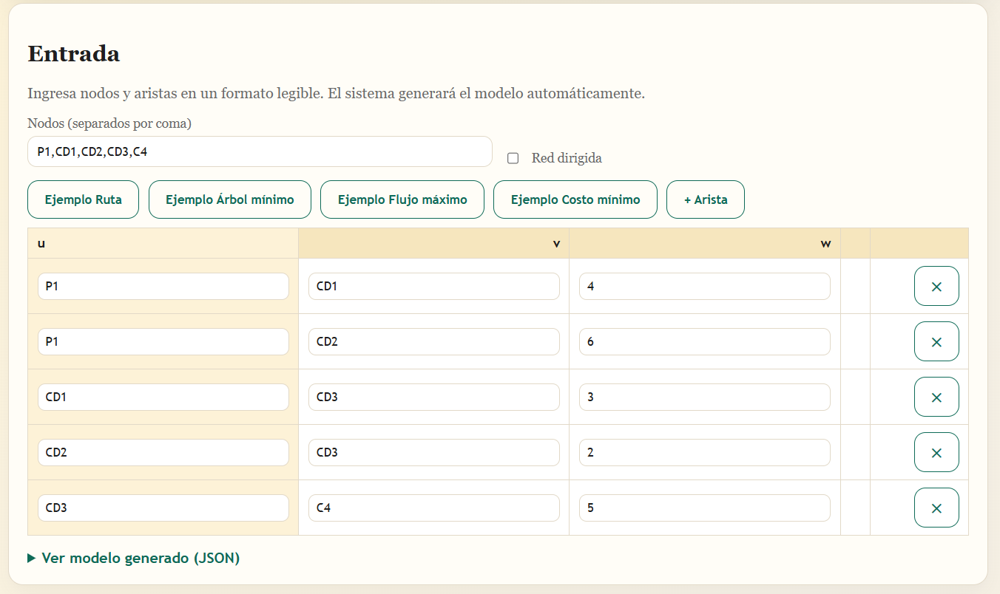 Entrada
Ingresa nodos y aristas en un formato legible. El sistema generará el modelo automáticamente.
Nodos (separados por coma)
P1,CD1,CD2,CD3,C4
Red dirigida
Ejemplo Ruta Ejemplo Árbol mínimo Ejemplo Flujo máximo Ejemplo Costo mínimo + Arista
u v w
P1 CD1 4 ×
P1 CD2 6 ×
CD1 CD3 3 ×
CD2 CD3 2 ×
CD3 C4 5 ×
▶ Ver modelo generado (JSON)